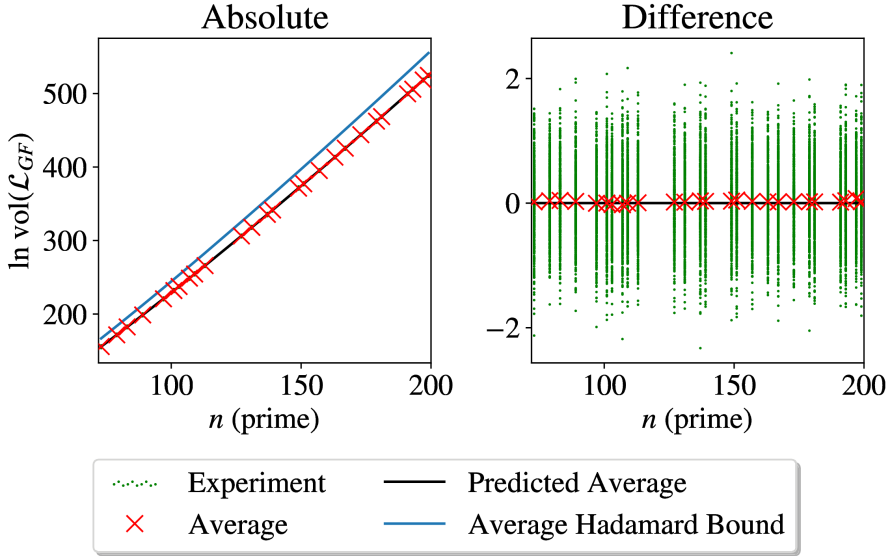 Absolute
ln vol(𝓛_GF)
500
400
300
200
100
150
200
n (prime)
Difference
2
0
−2
100
150
200
n (prime)
Experiment
Average
Predicted Average
Average Hadamard Bound